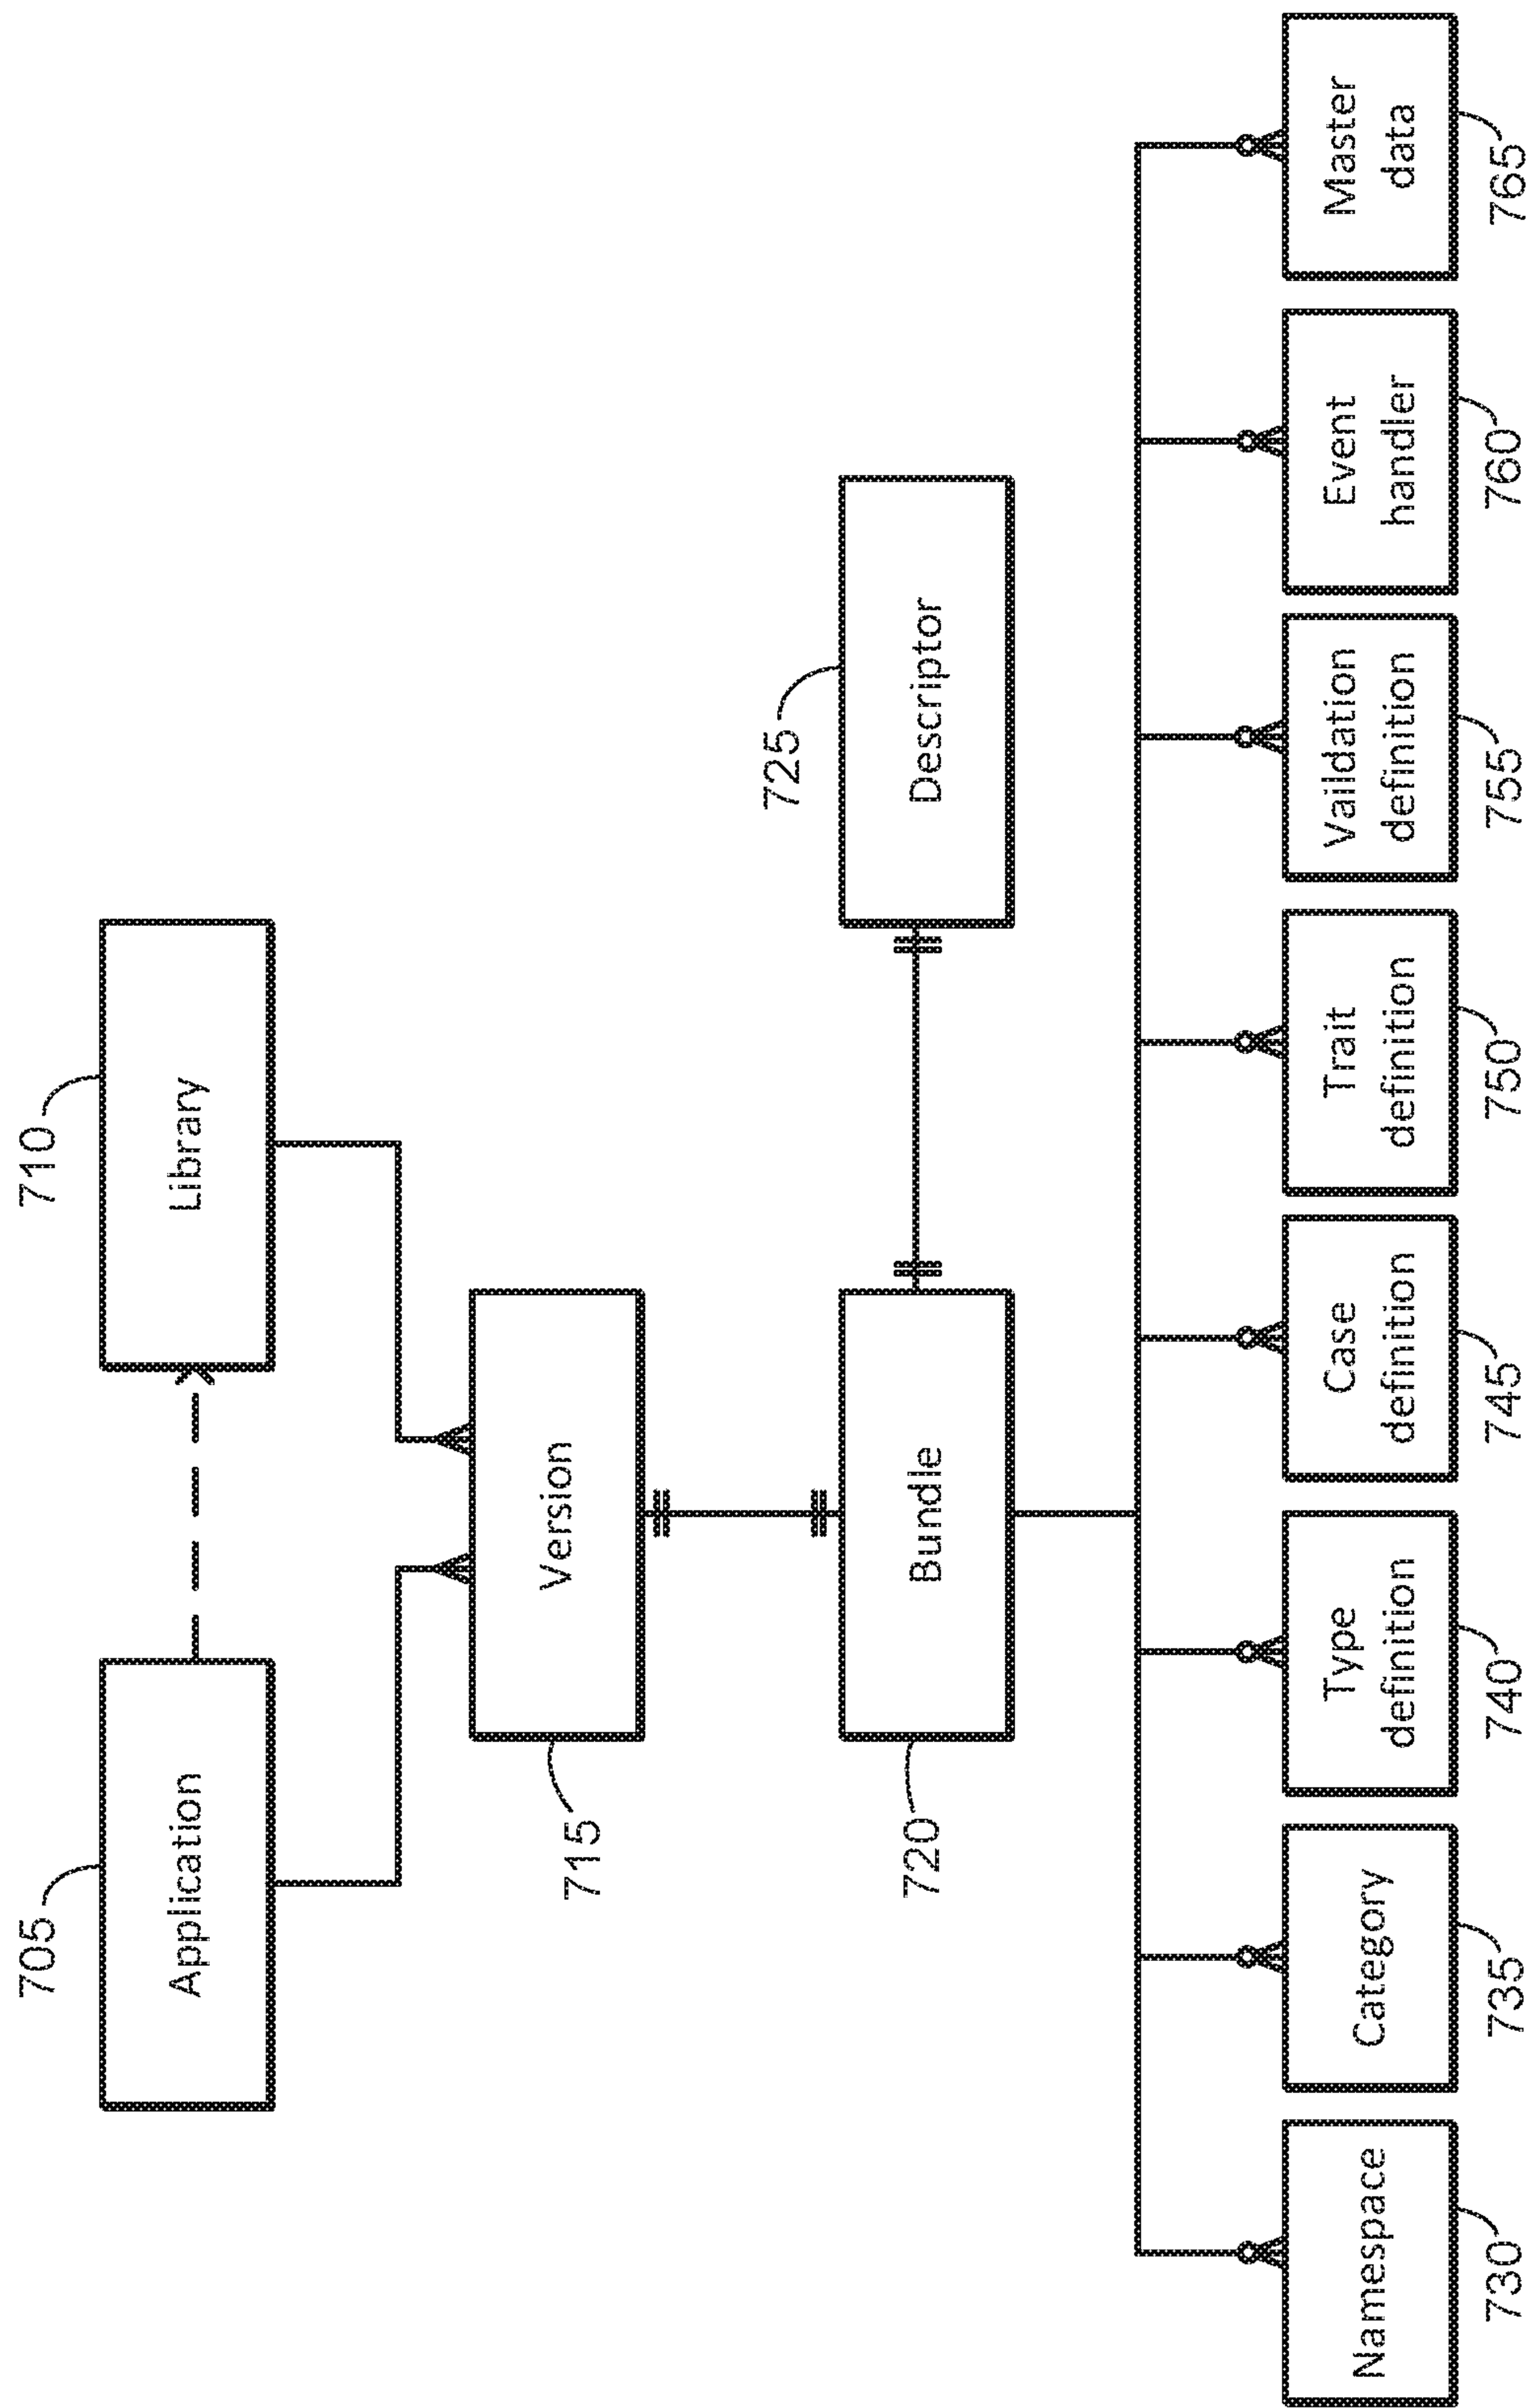 705
Application
710
Library
Version
715
Bundle
720
725
Descriptor
Namespace
730
Category
735
Type
definition
740
Case
definition
745
Trait
definition
750
Vaildation
definition
755
Event
handler
760
Master
data
765